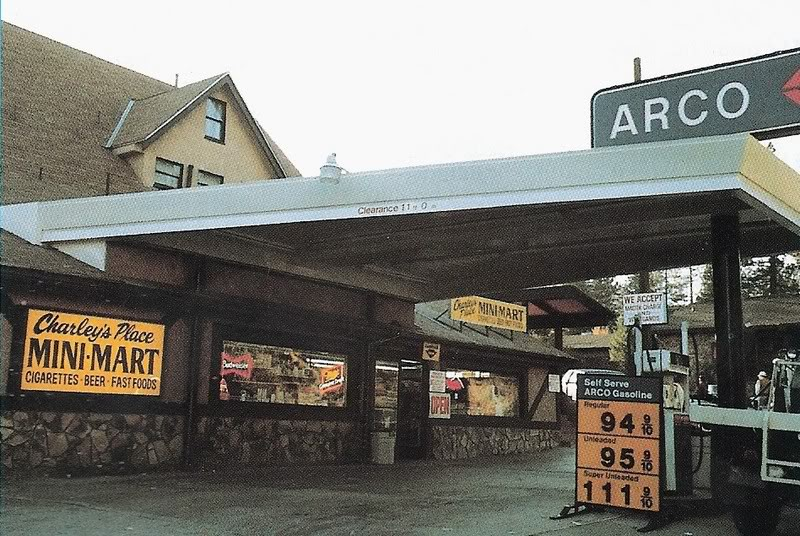 ARCO
Clearance 11 ft 0 in
Charley's Place
MINI-MART
CIGARETTES - BEER - FAST FOODS
Budweiser
OPEN
Charley's Place
MINI-MART
WE ACCEPT
Self Serve
ARCO Gasoline
Regular
94 9/10
Unleaded
95 9/10
Super Unleaded
111 9/10